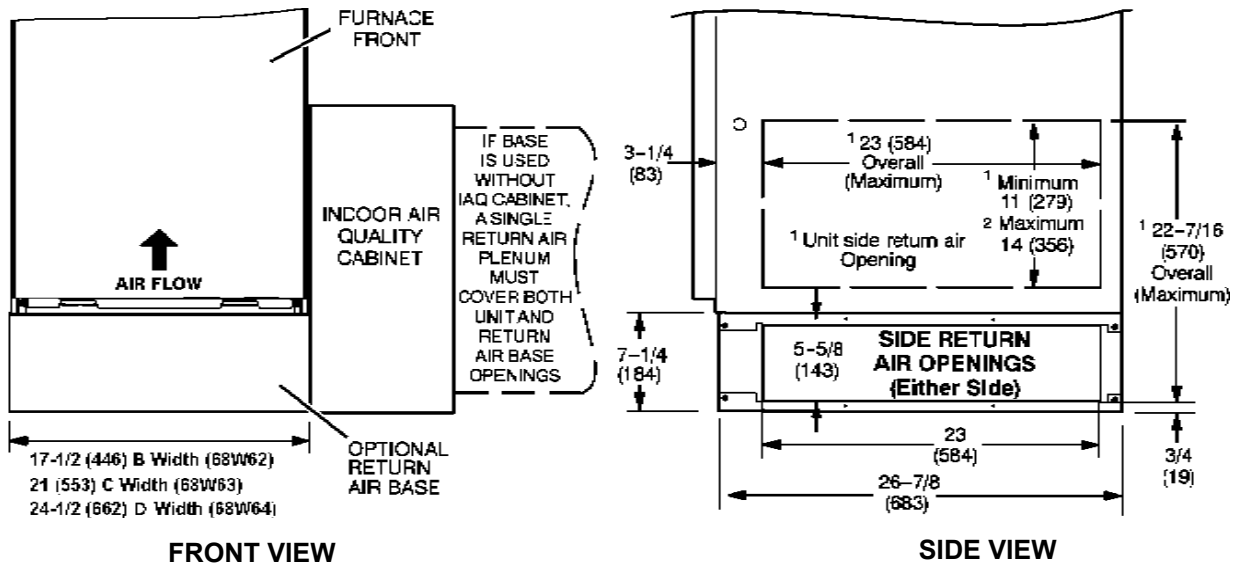 FURNACE
FRONT
AIR FLOW
INDOOR AIR
QUALITY
CABINET
IF BASE
IS USED
WITHOUT
IAQ CABINET,
A SINGLE
RETURN AIR
PLENUM
MUST
COVER BOTH
UNIT AND
RETURN
AIR BASE
OPENINGS
OPTIONAL
RETURN
AIR BASE
17-1/2 (446) B Width (68W62)
21 (553) C Width (68W63)
24-1/2 (662) D Width (68W64)
FRONT VIEW
3-1/4
(83)
1 23 (584)
Overall
(Maximum)
1 Minimum
11 (279)
2 Maximum
14 (356)
1 Unit side return air
Opening
1 22-7/16
(570)
Overall
(Maximum)
7-1/4
(184)
5-5/8
(143)
SIDE RETURN
AIR OPENINGS
(Either Side)
23
(584)
26-7/8
(683)
3/4
(19)
SIDE VIEW